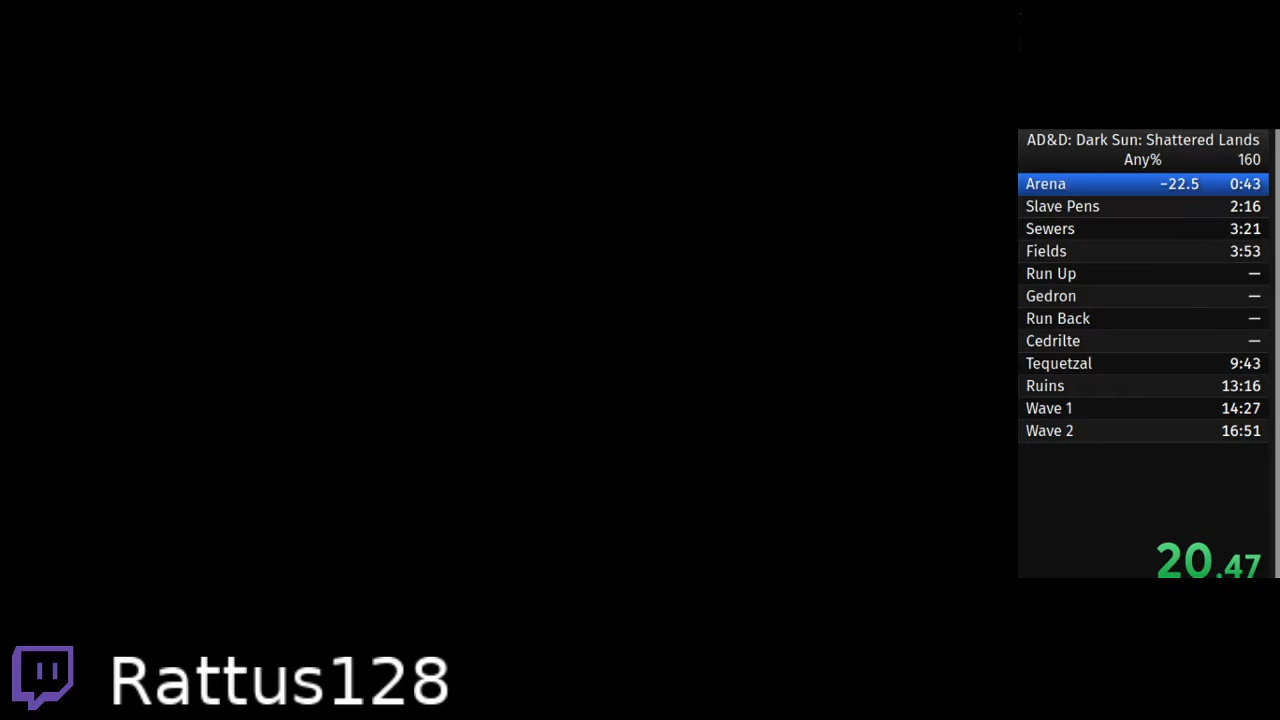 AD&D: Dark Sun: Shattered Lands
Any% 160
Arena -22.5 0:43
Slave Pens 2:16
Sewers 3:21
Fields 3:53
Run Up —
Gedron —
Run Back —
Cedrilte —
Tequetzal 9:43
Ruins 13:16
Wave 1 14:27
Wave 2 16:51
20.47
Rattus128